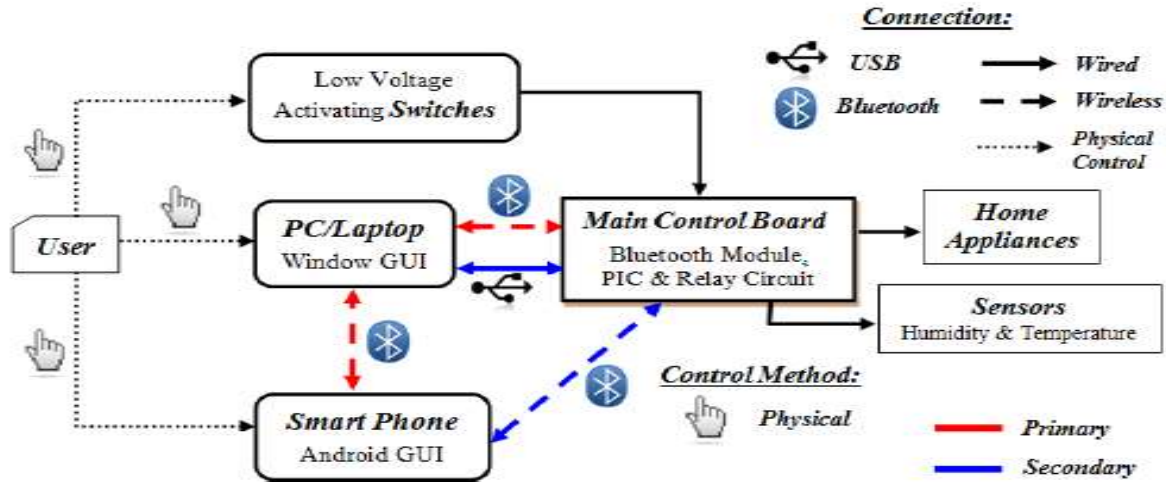 Connection:
USB
Wired
Bluetooth
Wireless
Physical
Control
Low Voltage
Activating Switches
User
PC/Laptop
Window GUI
Main Control Board
Bluetooth Module,
PIC & Relay Circuit
Home
Appliances
Sensors
Humidity & Temperature
Smart Phone
Android GUI
Control Method:
Physical
Primary
Secondary